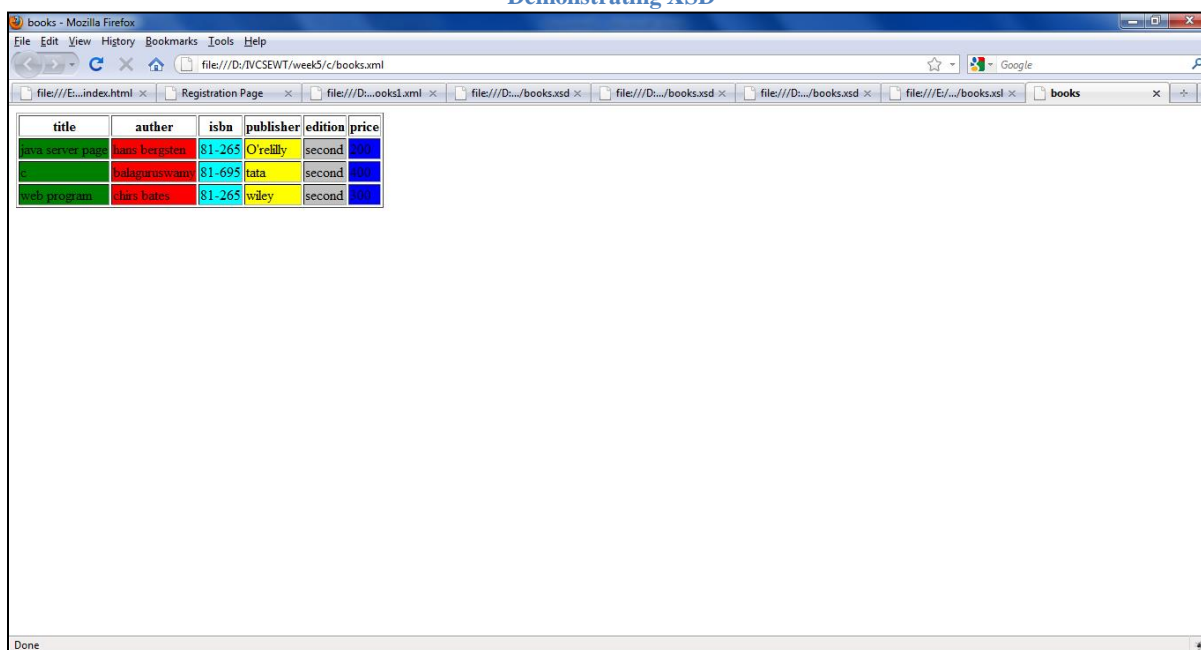 Demonstrating XSD
books - Mozilla Firefox
File Edit View History Bookmarks Tools Help
file:///D:/IVCSEWT/week5/c/books.xml Google
file:///E:...index.html Registration Page file:///D:...ooks1.xml file:///D:.../books.xsd file:///D:.../books.xsd file:///D:.../books.xsd file:///E:/.../books.xsl books
title auther isbn publisher edition price
java server page hans bergsten 81-265 O'relilly second 200
c balaguruswamy 81-695 tata second 400
web program chirs bates 81-265 wiley second 300
Done